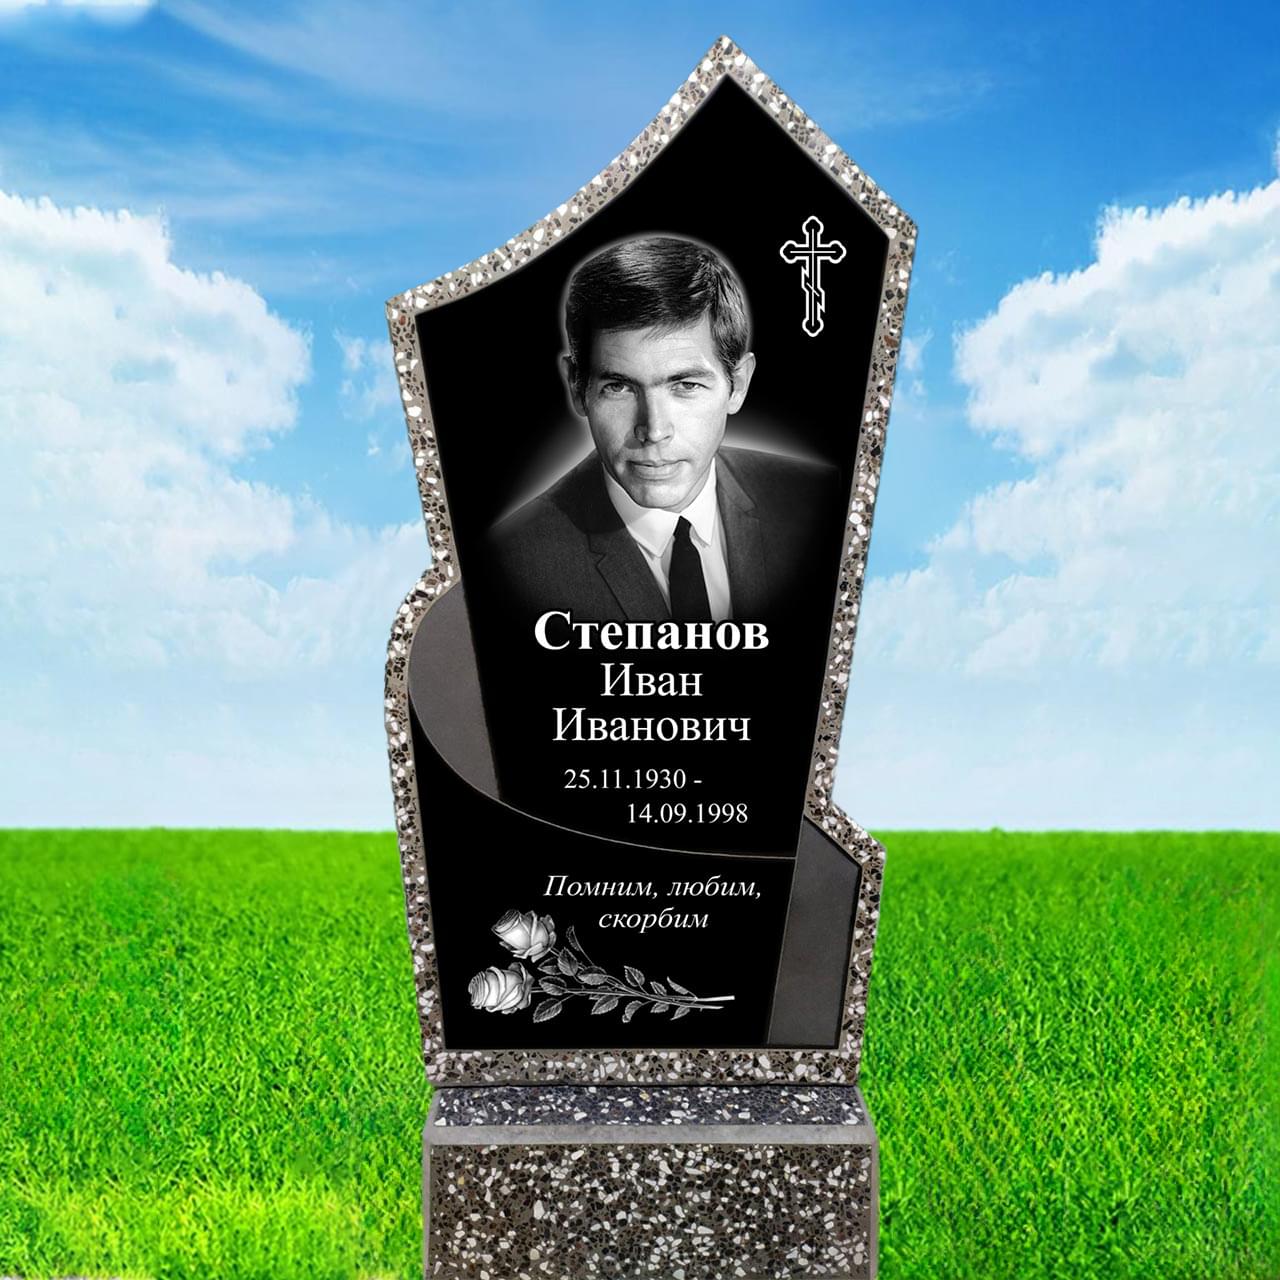 Степанов
Иван
Иванович
25.11.1930 -
14.09.1998
Помним, любим,
скорбим